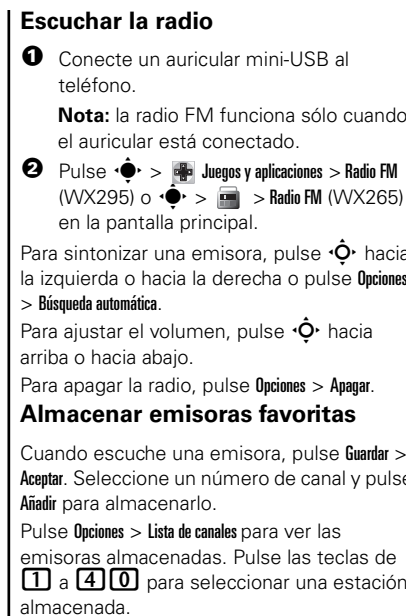 Escuchar la radio
1 Conecte un auricular mini-USB al
teléfono.
Nota: la radio FM funciona sólo cuando
el auricular está conectado.
2 Pulse > Juegos y aplicaciones > Radio FM
(WX295) o > > Radio FM (WX265)
en la pantalla principal.
Para sintonizar una emisora, pulse hacia
la izquierda o hacia la derecha o pulse Opciones
> Búsqueda automática.
Para ajustar el volumen, pulse hacia
arriba o hacia abajo.
Para apagar la radio, pulse Opciones > Apagar.
Almacenar emisoras favoritas
Cuando escuche una emisora, pulse Guardar >
Aceptar. Seleccione un número de canal y pulse
Añadir para almacenarlo.
Pulse Opciones > Lista de canales para ver las
emisoras almacenadas. Pulse las teclas de
1 a 4 0 para seleccionar una estación
almacenada.